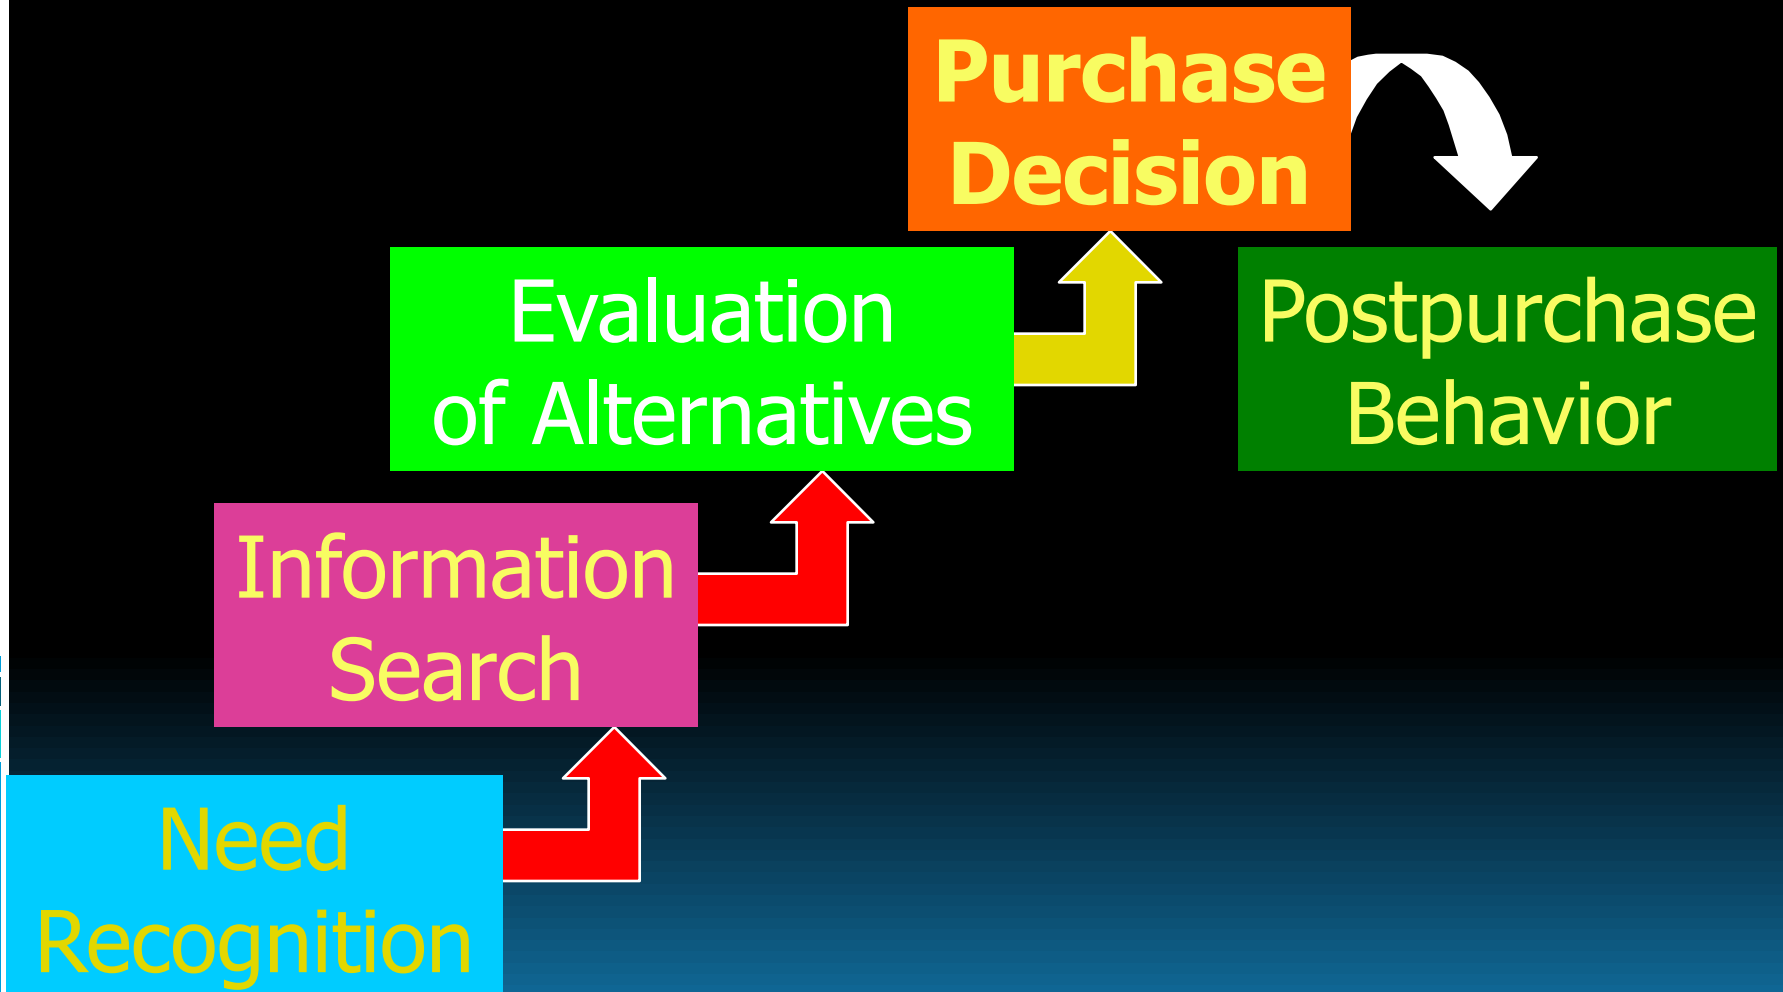 Purchase
Decision
Evaluation
of Alternatives
Postpurchase
Behavior
Information
Search
Need
Recognition